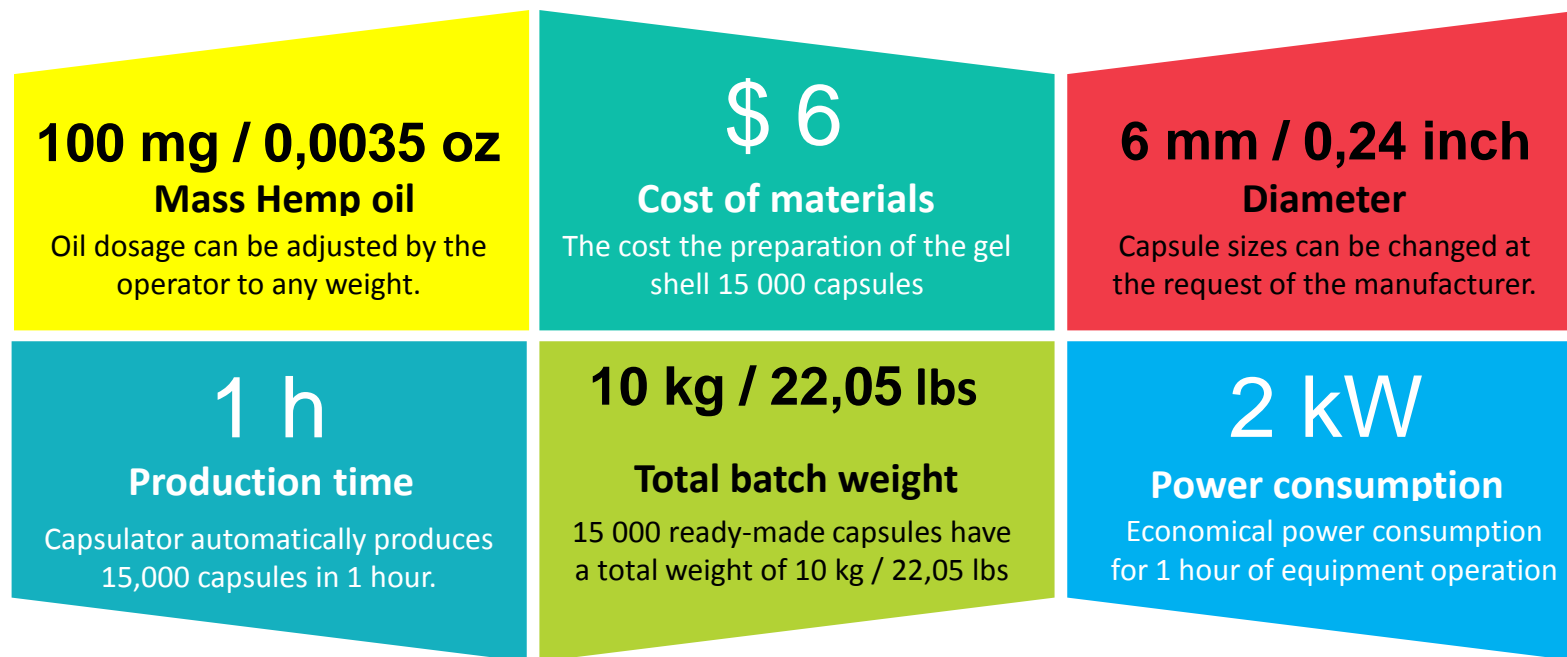 100 mg / 0,0035 oz
Mass Hemp oil
Oil dosage can be adjusted by the
operator to any weight.
$ 6
Cost of materials
The cost the preparation of the gel
shell 15 000 capsules
6 mm / 0,24 inch
Diameter
Capsule sizes can be changed at
the request of the manufacturer.
1 h
Production time
Capsulator automatically produces
15,000 capsules in 1 hour.
10 kg / 22,05 lbs
Total batch weight
15 000 ready-made capsules have
a total weight of 10 kg / 22,05 lbs
2 kW
Power consumption
Economical power consumption
for 1 hour of equipment operation